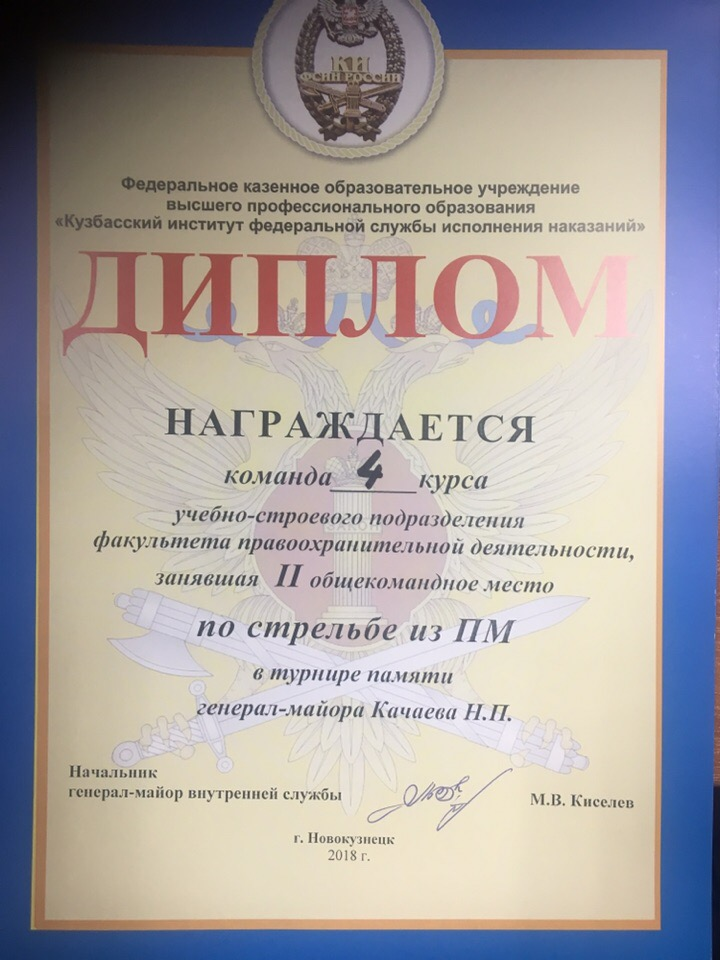 КИ
ФСИН РОССИИ
Федеральное казенное образовательное учреждение
высшего профессионального образования
«Кузбасский институт федеральной службы исполнения наказаний»
ДИПЛОМ
НАГРАЖДАЕТСЯ
команда 4 курса
учебно-строевого подразделения
факультета правоохранительной деятельности,
занявшая II общекомандное место
по стрельбе из ПМ
в турнире памяти
генерал-майора Качаева Н.П.
Начальник
генерал-майор внутренней службы
М.В. Киселев
г. Новокузнецк
2018 г.